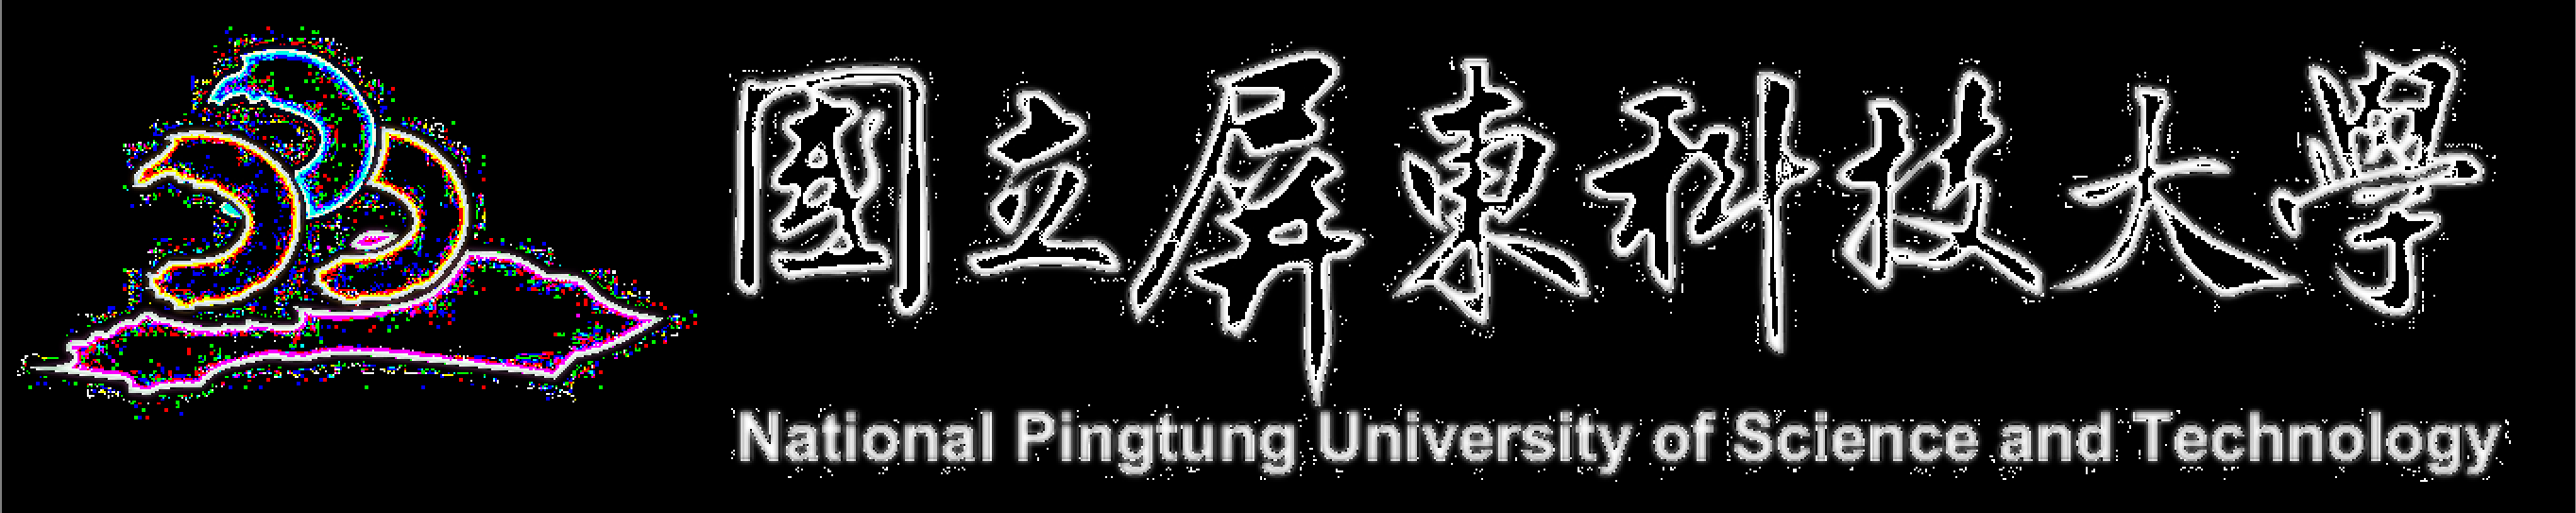 國立屏東科技大學
National Pingtung University of Science and Technology